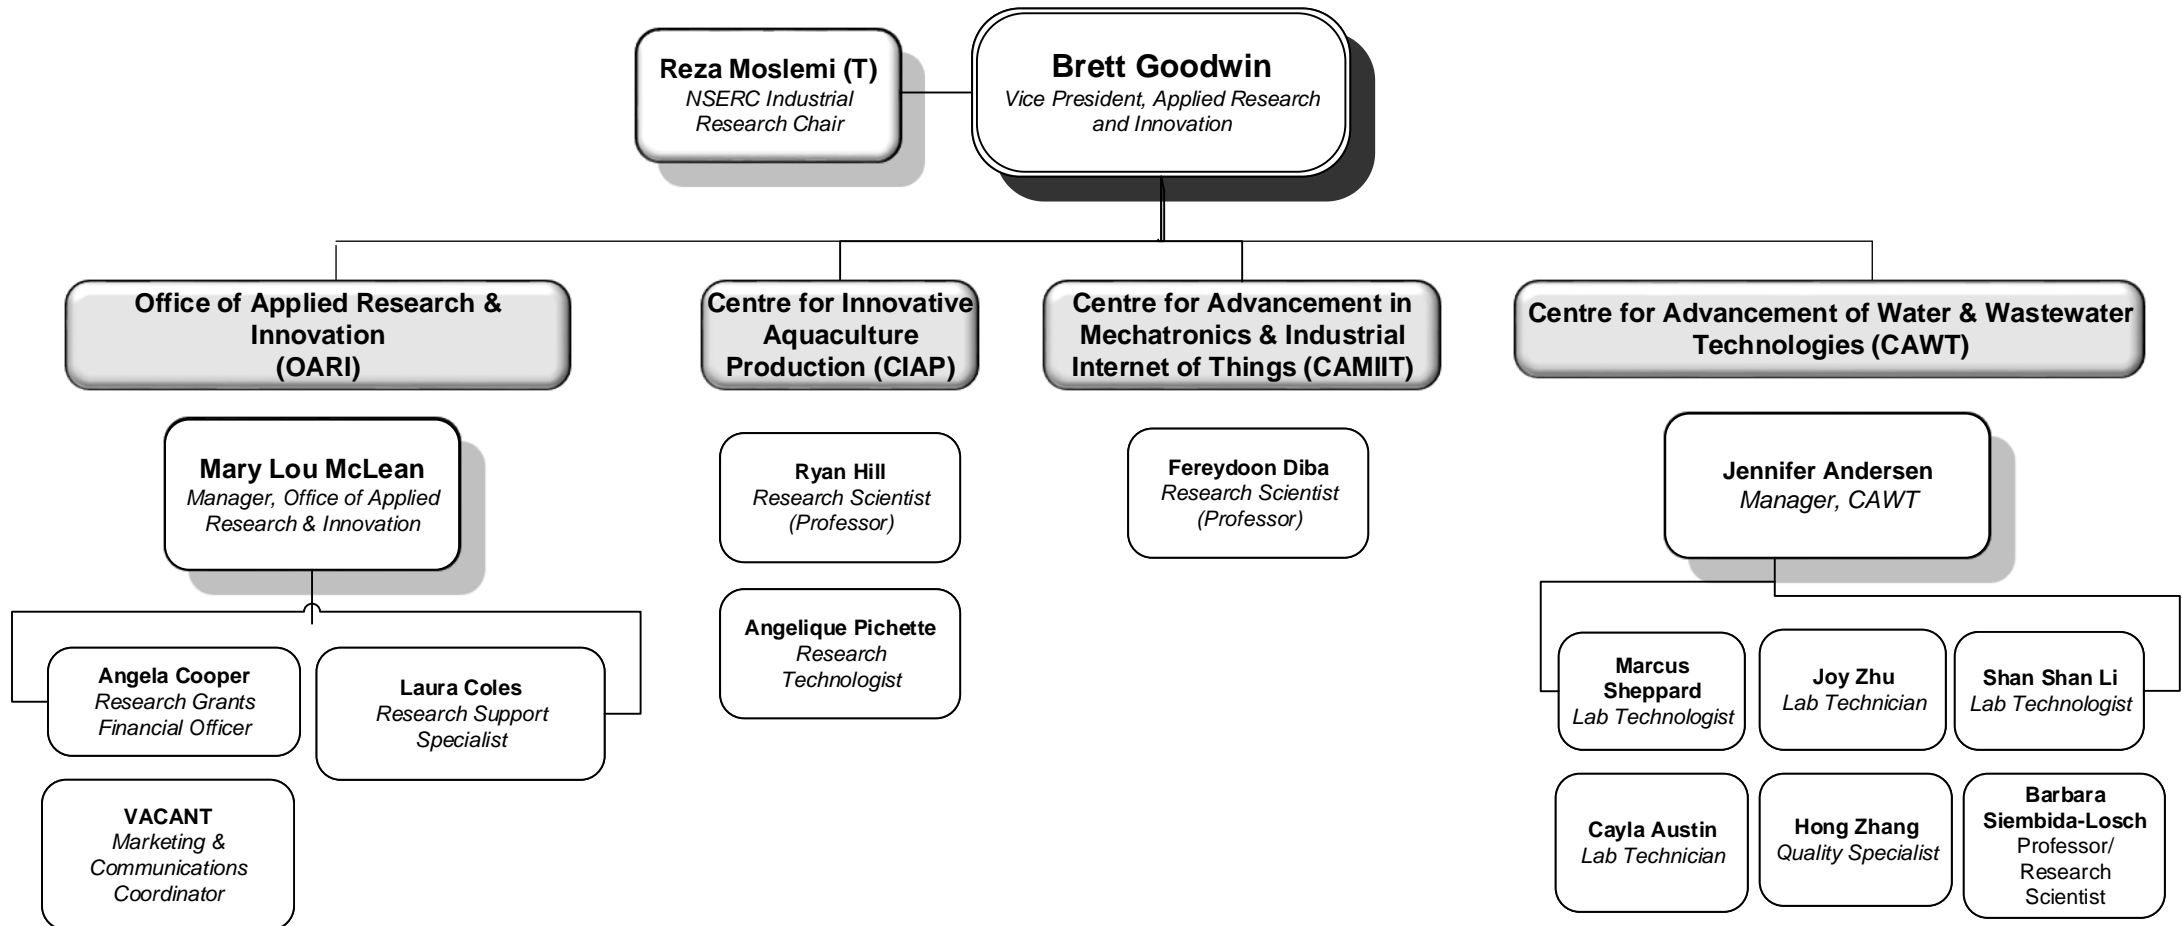 Reza Moslemi (T)
NSERC Industrial
Research Chair
Brett Goodwin
Vice President, Applied Research
and Innovation
Office of Applied Research &
Innovation
(OARI)
Centre for Innovative
Aquaculture
Production (CIAP)
Centre for Advancement in
Mechatronics & Industrial
Internet of Things (CAMIIT)
Centre for Advancement of Water & Wastewater
Technologies (CAWT)
Mary Lou McLean
Manager, Office of Applied
Research & Innovation
Ryan Hill
Research Scientist
(Professor)
Fereydoon Diba
Research Scientist
(Professor)
Jennifer Andersen
Manager, CAWT
Angela Cooper
Research Grants
Financial Officer
Laura Coles
Research Support
Specialist
Angelique Pichette
Research
Technologist
Marcus
Sheppard
Lab Technologist
Joy Zhu
Lab Technician
Shan Shan Li
Lab Technologist
VACANT
Marketing &
Communications
Coordinator
Cayla Austin
Lab Technician
Hong Zhang
Quality Specialist
Barbara
Siembida-Losch
Professor/
Research
Scientist